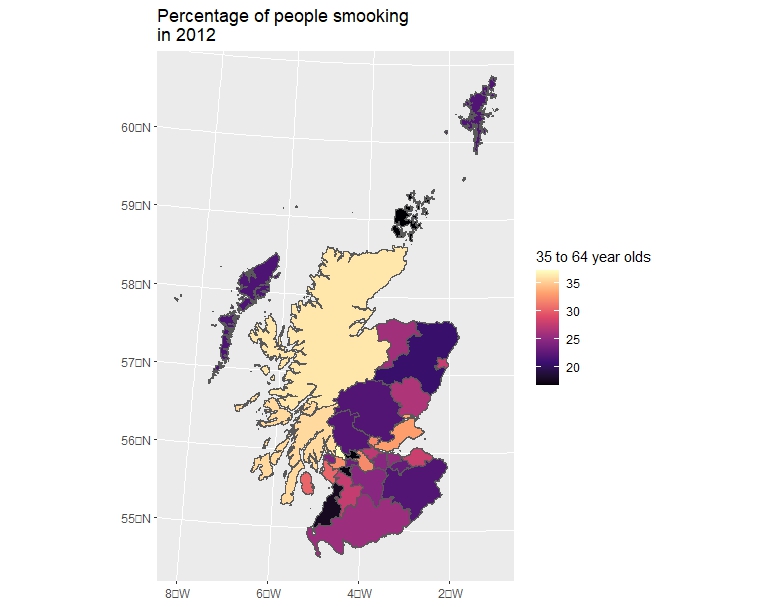 Percentage of people smooking
in 2012
60□N
59□N
58□N
57□N
56□N
55□N
8□W
6□W
4□W
2□W
35 to 64 year olds
35
30
25
20